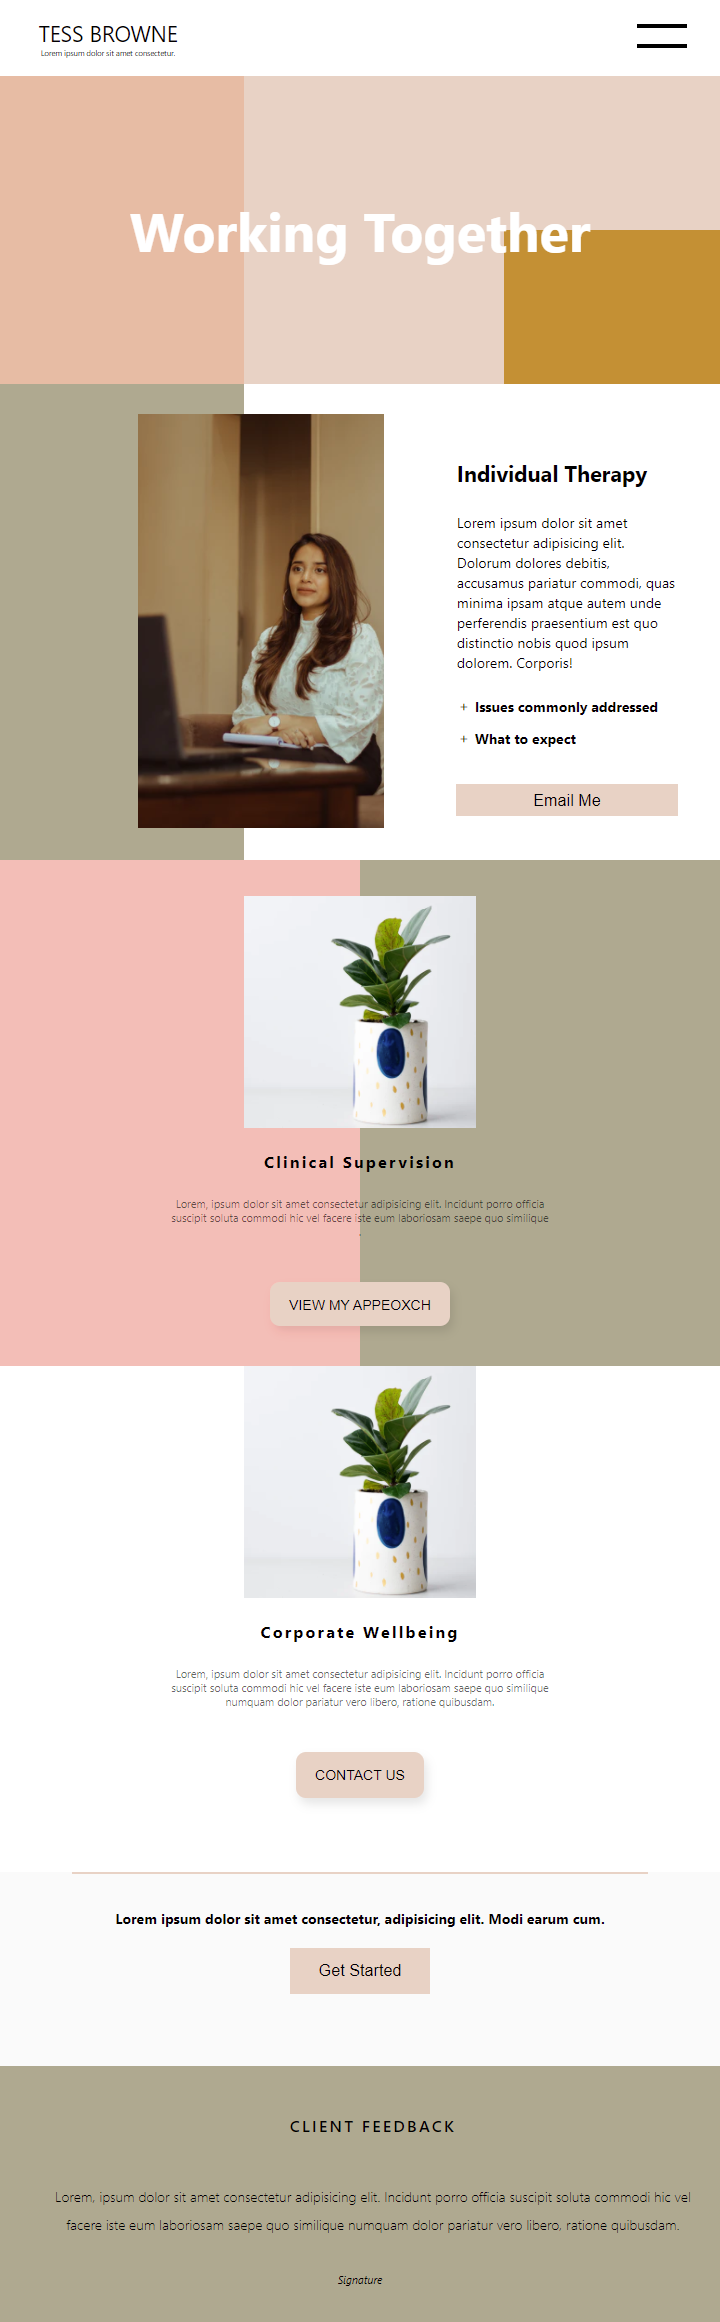 TESS BROWNE
Lorem ipsum dolor sit amet consectetur.
Working Together
Individual Therapy
Lorem ipsum dolor sit amet
consectetur adipisicing elit.
Dolorum dolores debitis,
accusamus pariatur commodi, quas
minima ipsam atque autem unde
perferendis praesentium est quo
distinctio nobis quod ipsum
dolorem. Corporis!
+ Issues commonly addressed
+ What to expect
Email Me
Clinical Supervision
Lorem, ipsum dolor sit amet consectetur adipisicing elit. Incidunt porro officia
suscipit soluta commodi hic vel facere iste eum laboriosam saepe quo similique
.
VIEW MY APPEOXCH
Corporate Wellbeing
Lorem, ipsum dolor sit amet consectetur adipisicing elit. Incidunt porro officia
suscipit soluta commodi hic vel facere iste eum laboriosam saepe quo similique
numquam dolor pariatur vero libero, ratione quibusdam.
CONTACT US
Lorem ipsum dolor sit amet consectetur, adipisicing elit. Modi earum cum.
Get Started
CLIENT FEEDBACK
Lorem, ipsum dolor sit amet consectetur adipisicing elit. Incidunt porro officia suscipit soluta commodi hic vel
facere iste eum laboriosam saepe quo similique numquam dolor pariatur vero libero, ratione quibusdam.
Signature